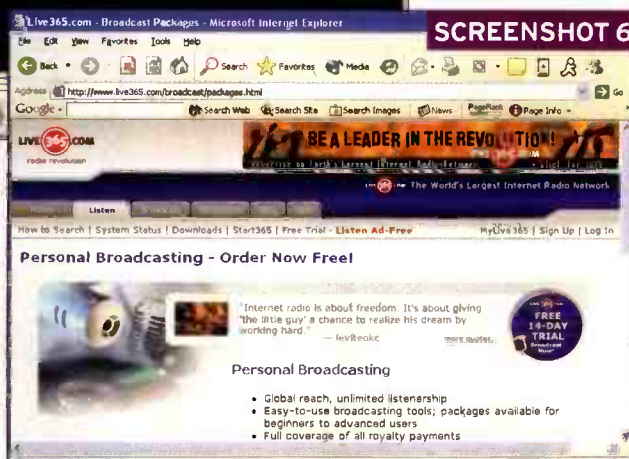 Live365.com - Broadcast Packages - Microsoft Internet Explorer
SCREENSHOT 6
File Edit View Favorites Tools Help
Back Search Favorites Media
Address http://www.live365.com/broadcast/packages.html Go
Google Search Web Search Site Search Images News PageRank Page Info
LIVE 365 .COM
radio revolution
BE A LEADER IN THE REVOLUTION!
The World's Largest Internet Radio Network
Listen
How to Search | System Status | Downloads | Start365 | Free Trial - Listen Ad-Free MyLive365 | Sign Up | Log In
Personal Broadcasting - Order Now Free!
"Internet radio is about freedom. It's about giving
'the little guy' a chance to realize his dream by
working hard."
more quotes...
FREE
14-DAY
TRIAL
Broadcast
Now!
Personal Broadcasting
• Global reach, unlimited listenership
• Easy-to-use broadcasting tools; packages available for
beginners to advanced users
• Full coverage of all royalty payments